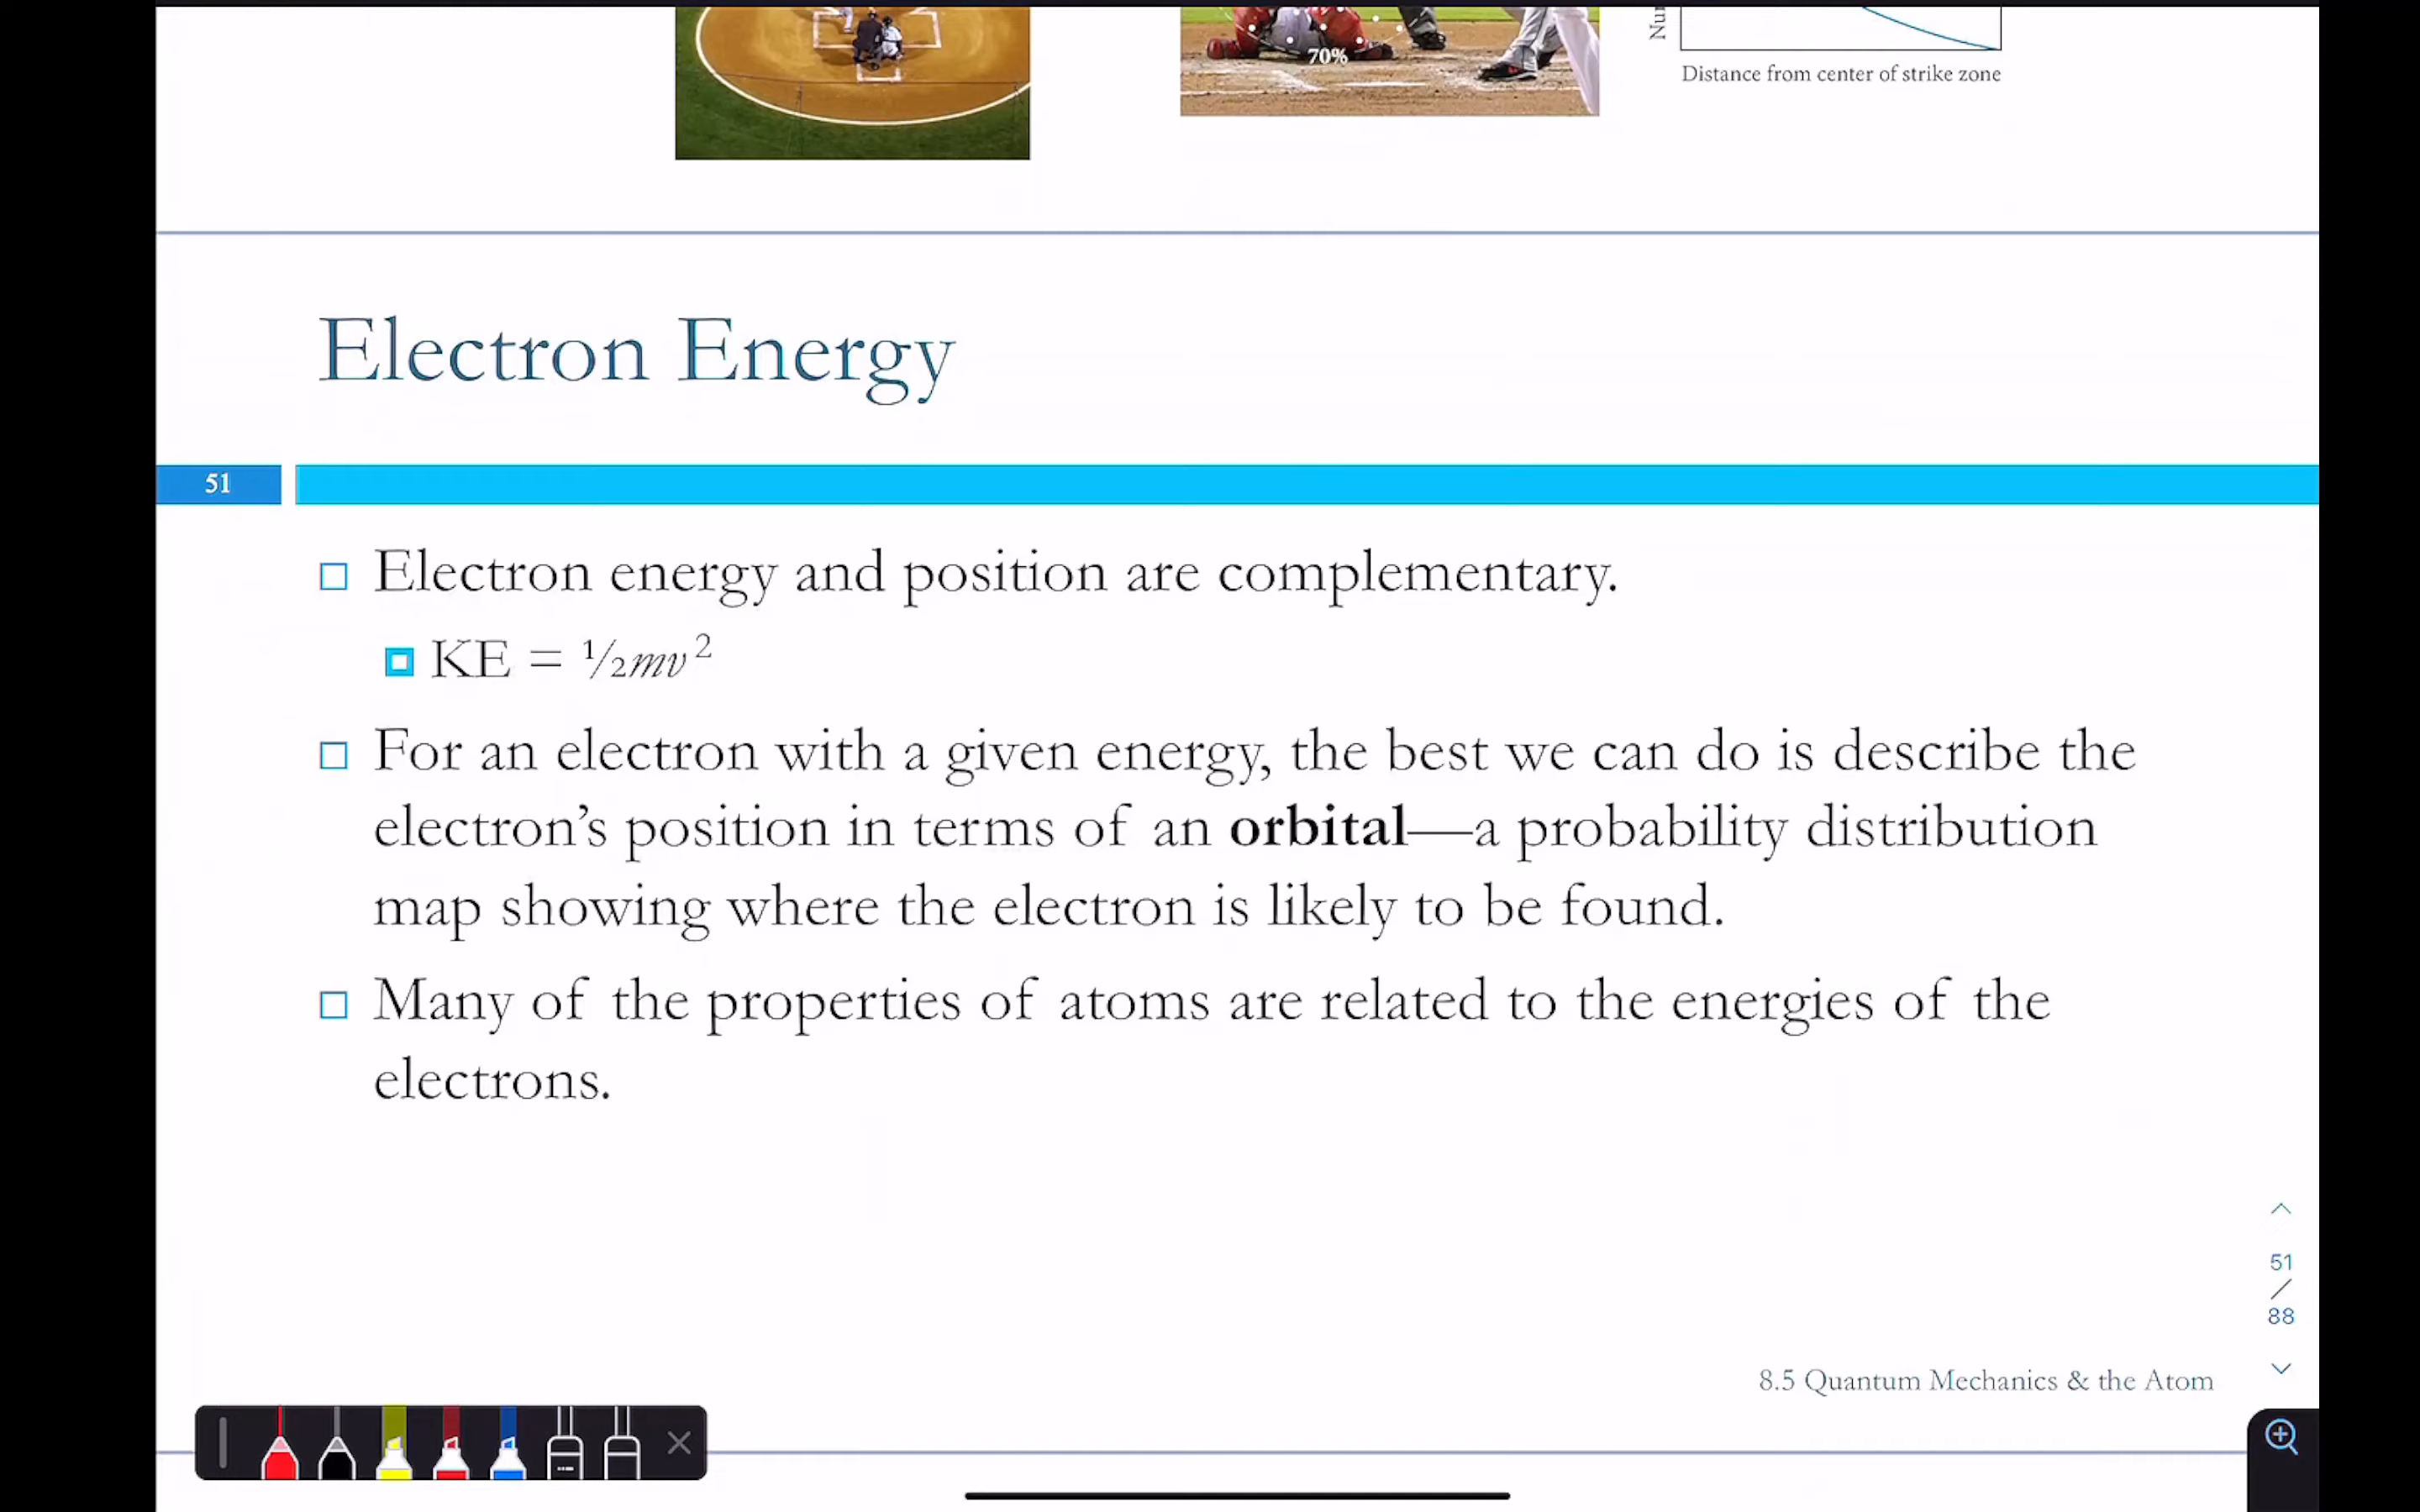 70%
Distance from center of strike zone
Electron Energy
51
Electron energy and position are complementary.
KE = ½mv²
For an electron with a given energy, the best we can do is describe the
electron’s position in terms of an orbital—a probability distribution
map showing where the electron is likely to be found.
Many of the properties of atoms are related to the energies of the
electrons.
51
/
88
8.5 Quantum Mechanics & the Atom